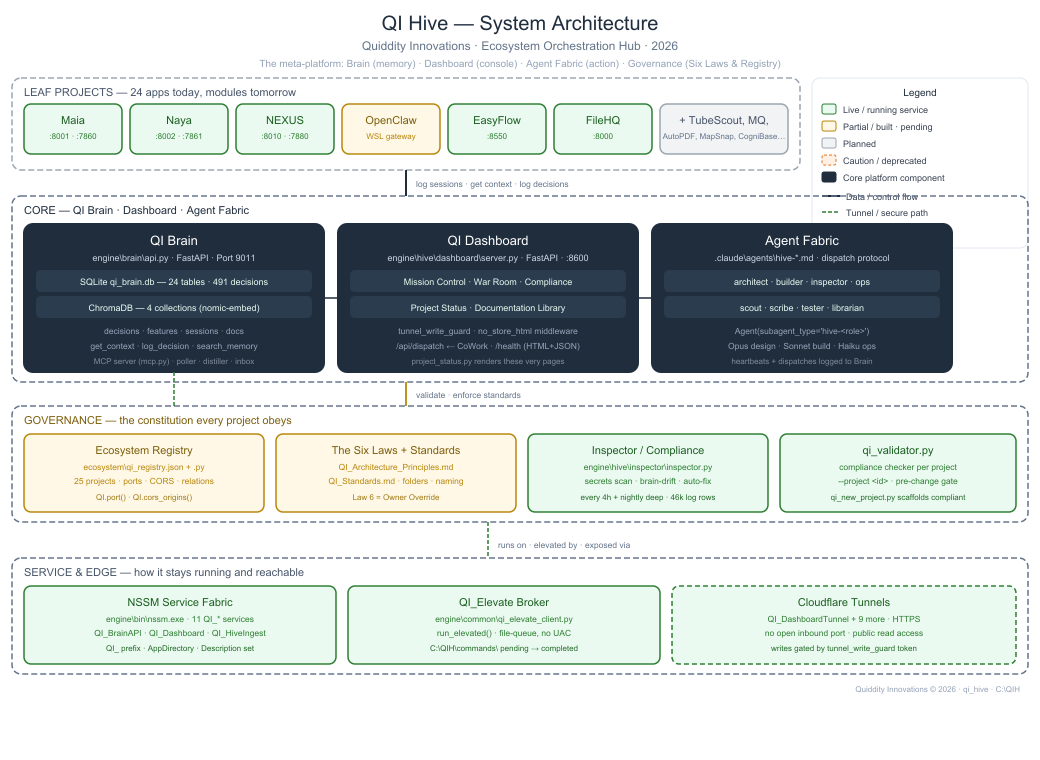 QI Hive — System Architecture
Quiddity Innovations · Ecosystem Orchestration Hub · 2026
The meta-platform: Brain (memory) · Dashboard (console) · Agent Fabric (action) · Governance (Six Laws & Registry)
LEAF PROJECTS — 24 apps today, modules tomorrow
Maia
:8001 · :7860
Naya
:8002 · :7861
NEXUS
:8010 · :7880
OpenClaw
WSL gateway
EasyFlow
:8550
FileHQ
:8000
+ TubeScout, MQ,
AutoPDF, MapSnap, CogniBase…
Legend
Live / running service
Partial / built · pending
Planned
Caution / deprecated
Core platform component
Data / control flow
Tunnel / secure path
log sessions · get context · log decisions
CORE — QI Brain · Dashboard · Agent Fabric
QI Brain
engine\brain\api.py · FastAPI · Port 9011
SQLite qi_brain.db — 24 tables · 491 decisions
ChromaDB — 4 collections (nomic-embed)
decisions · features · sessions · docs
get_context · log_decision · search_memory
MCP server (mcp.py) · poller · distiller · inbox
QI Dashboard
engine\hive\dashboard\server.py · FastAPI · :8600
Mission Control · War Room · Compliance
Project Status · Documentation Library
tunnel_write_guard · no_store_html middleware
/api/dispatch ← CoWork · /health (HTML+JSON)
project_status.py renders these very pages
Agent Fabric
.claude\agents\hive-*.md · dispatch protocol
architect · builder · inspector · ops
scout · scribe · tester · librarian
Agent(subagent_type='hive-<role>')
Opus design · Sonnet build · Haiku ops
heartbeats + dispatches logged to Brain
validate · enforce standards
GOVERNANCE — the constitution every project obeys
Ecosystem Registry
ecosystem\qi_registry.json + .py
25 projects · ports · CORS · relations
QI.port() · QI.cors_origins()
The Six Laws + Standards
QI_Architecture_Principles.md
QI_Standards.md · folders · naming
Law 6 = Owner Override
Inspector / Compliance
engine\hive\inspector\inspector.py
secrets scan · brain-drift · auto-fix
every 4h + nightly deep · 46k log rows
qi_validator.py
compliance checker per project
--project <id> · pre-change gate
qi_new_project.py scaffolds compliant
runs on · elevated by · exposed via
SERVICE & EDGE — how it stays running and reachable
NSSM Service Fabric
engine\bin\nssm.exe · 11 QI_* services
QI_BrainAPI · QI_Dashboard · QI_HiveIngest
QI_ prefix · AppDirectory · Description set
QI_Elevate Broker
engine\common\qi_elevate_client.py
run_elevated() · file-queue, no UAC
C:\QIH\commands\ pending → completed
Cloudflare Tunnels
QI_DashboardTunnel + 9 more · HTTPS
no open inbound port · public read access
writes gated by tunnel_write_guard token
Quiddity Innovations © 2026 · qi_hive · C:\QIH